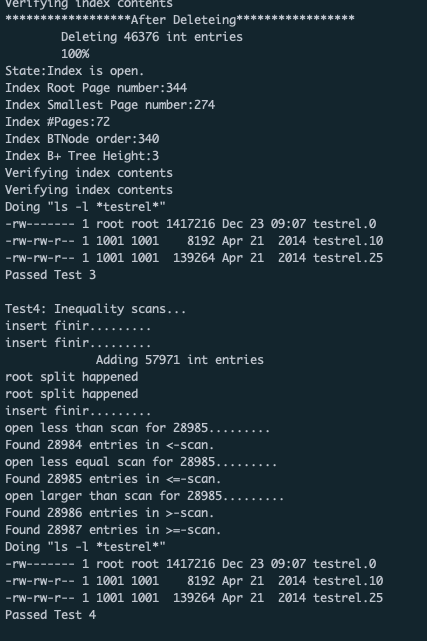 Verifying index contents
******************After Deleteing*****************
Deleting 46376 int entries
100%
State:Index is open.
Index Root Page number:344
Index Smallest Page number:274
Index #Pages:72
Index BTNode order:340
Index B+ Tree Height:3
Verifying index contents
Verifying index contents
Doing "ls -l *testrel*"
-rw------- 1 root root 1417216 Dec 23 09:07 testrel.0
-rw-rw-r-- 1 1001 1001    8192 Apr 21  2014 testrel.10
-rw-rw-r-- 1 1001 1001  139264 Apr 21  2014 testrel.25
Passed Test 3
Test4: Inequality scans...
insert finir.........
insert finir.........
Adding 57971 int entries
root split happened
root split happened
insert finir.........
open less than scan for 28985.........
Found 28984 entries in <-scan.
open less equal scan for 28985.........
Found 28985 entries in <=-scan.
open larger than scan for 28985.........
Found 28986 entries in >-scan.
Found 28987 entries in >=-scan.
Doing "ls -l *testrel*"
-rw------- 1 root root 1417216 Dec 23 09:07 testrel.0
-rw-rw-r-- 1 1001 1001    8192 Apr 21  2014 testrel.10
-rw-rw-r-- 1 1001 1001  139264 Apr 21  2014 testrel.25
Passed Test 4